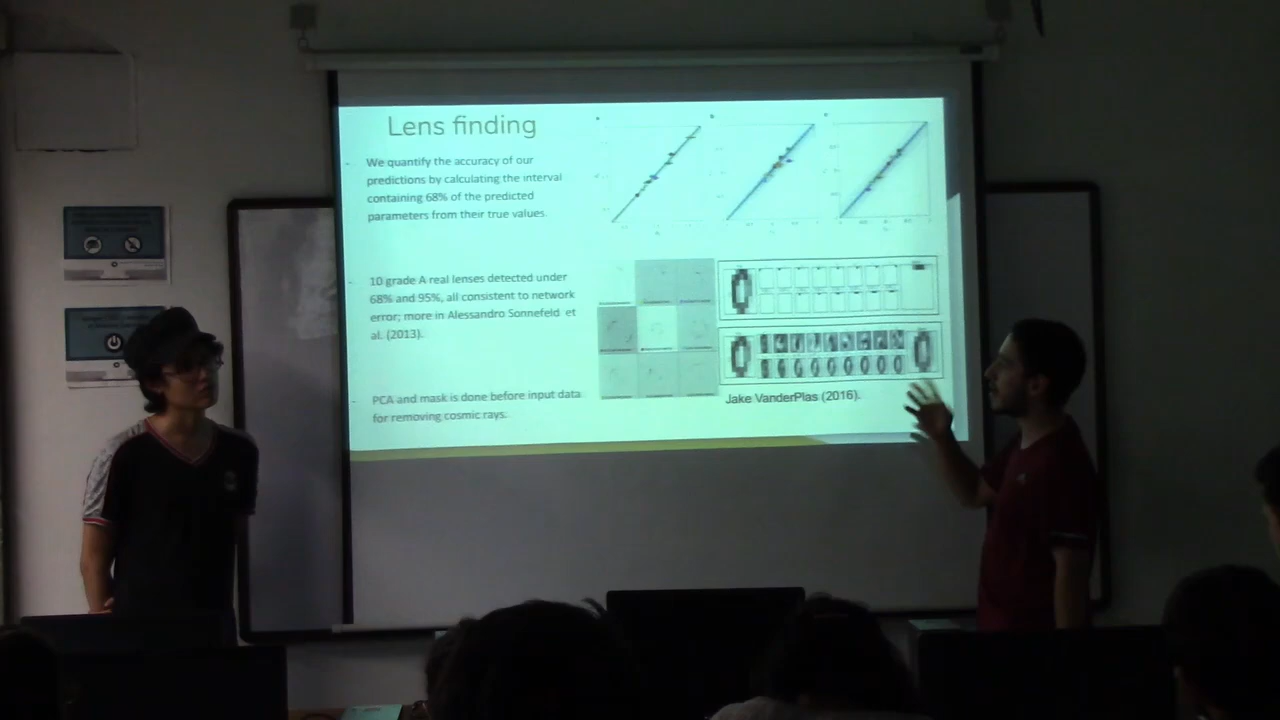 Lens finding
We quantify the accuracy of our
predictions by calculating the interval
containing 68% of the predicted
parameters from their true values.
10 grade A real lenses detected under
68% and 95%, all consistent to network
error; more in Alessandro Sonnefeld et
al. (2013).
PCA and mask is done before input data
for removing cosmic rays.
Jake VanderPlas (2016).